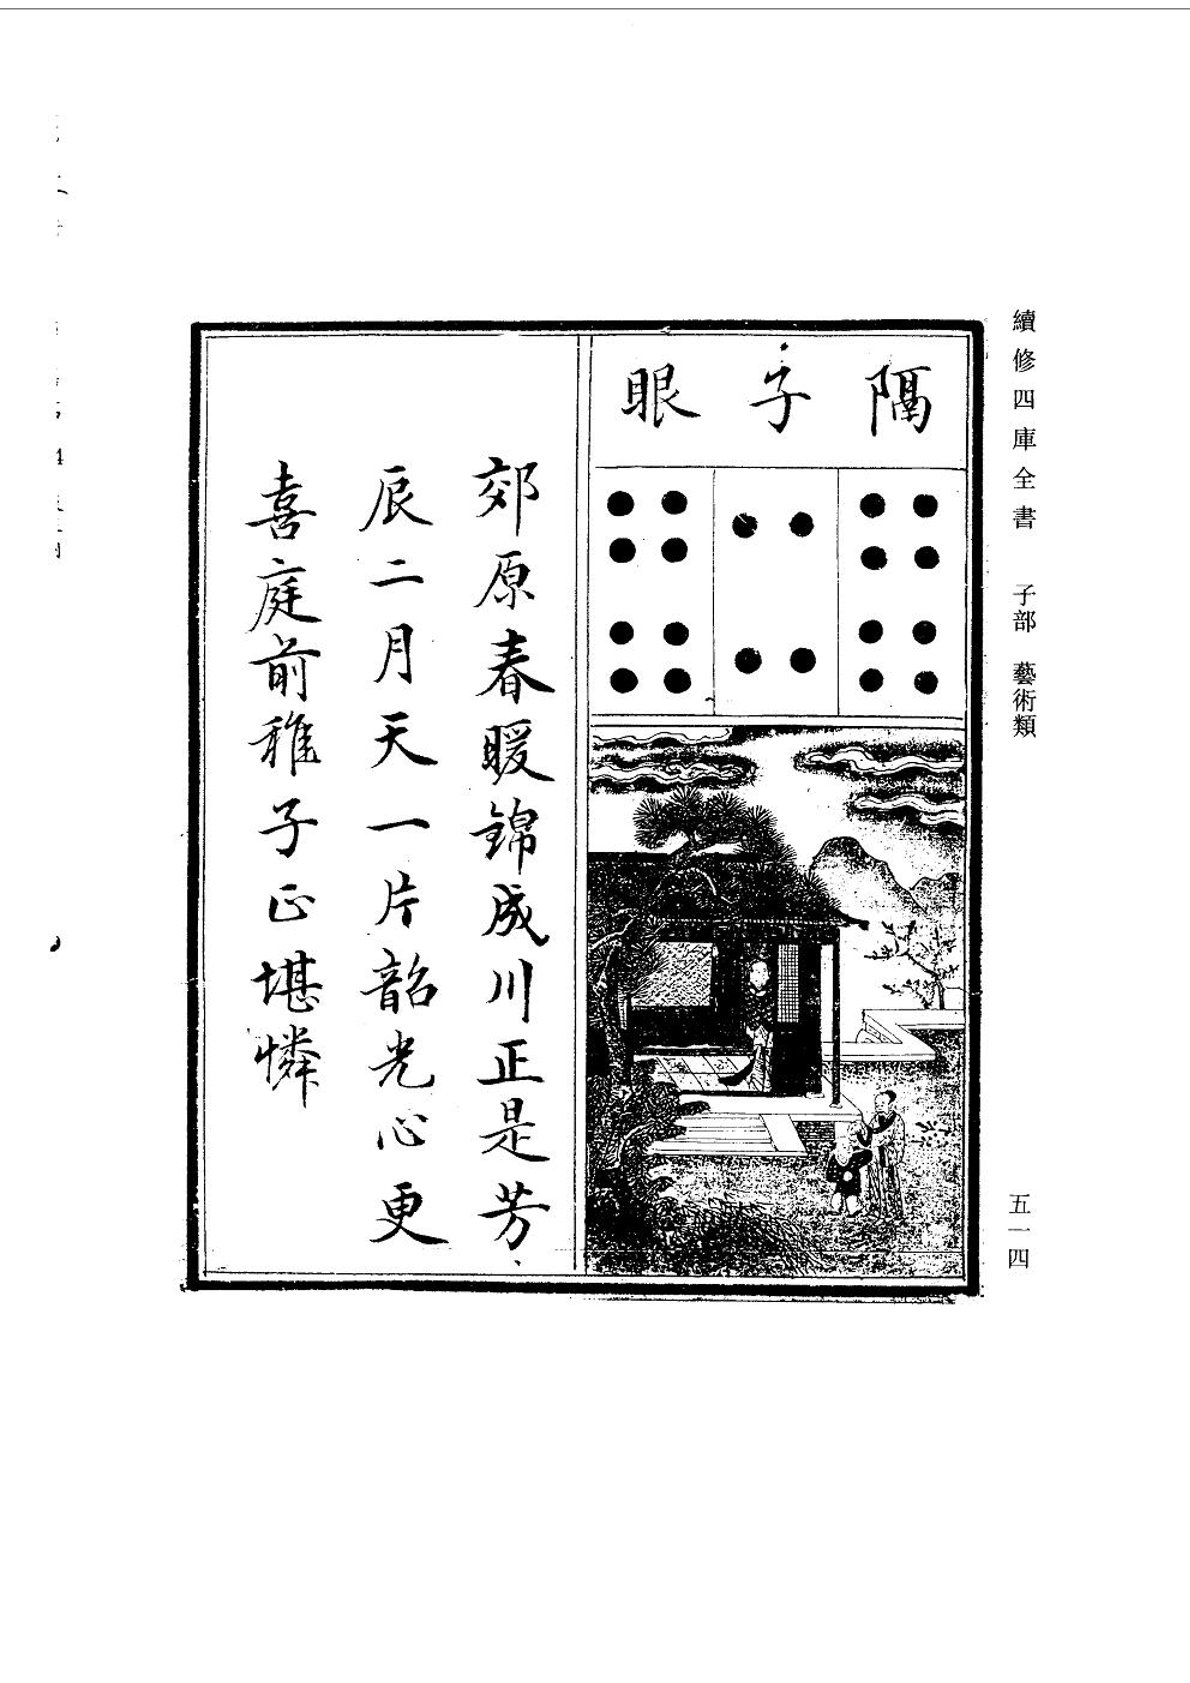 續修四庫全書 子部 藝術類
五一四
隔子眼
郊原春暖錦成川正是芳
辰二月天一片韶光心更
喜庭前稚子正堪憐